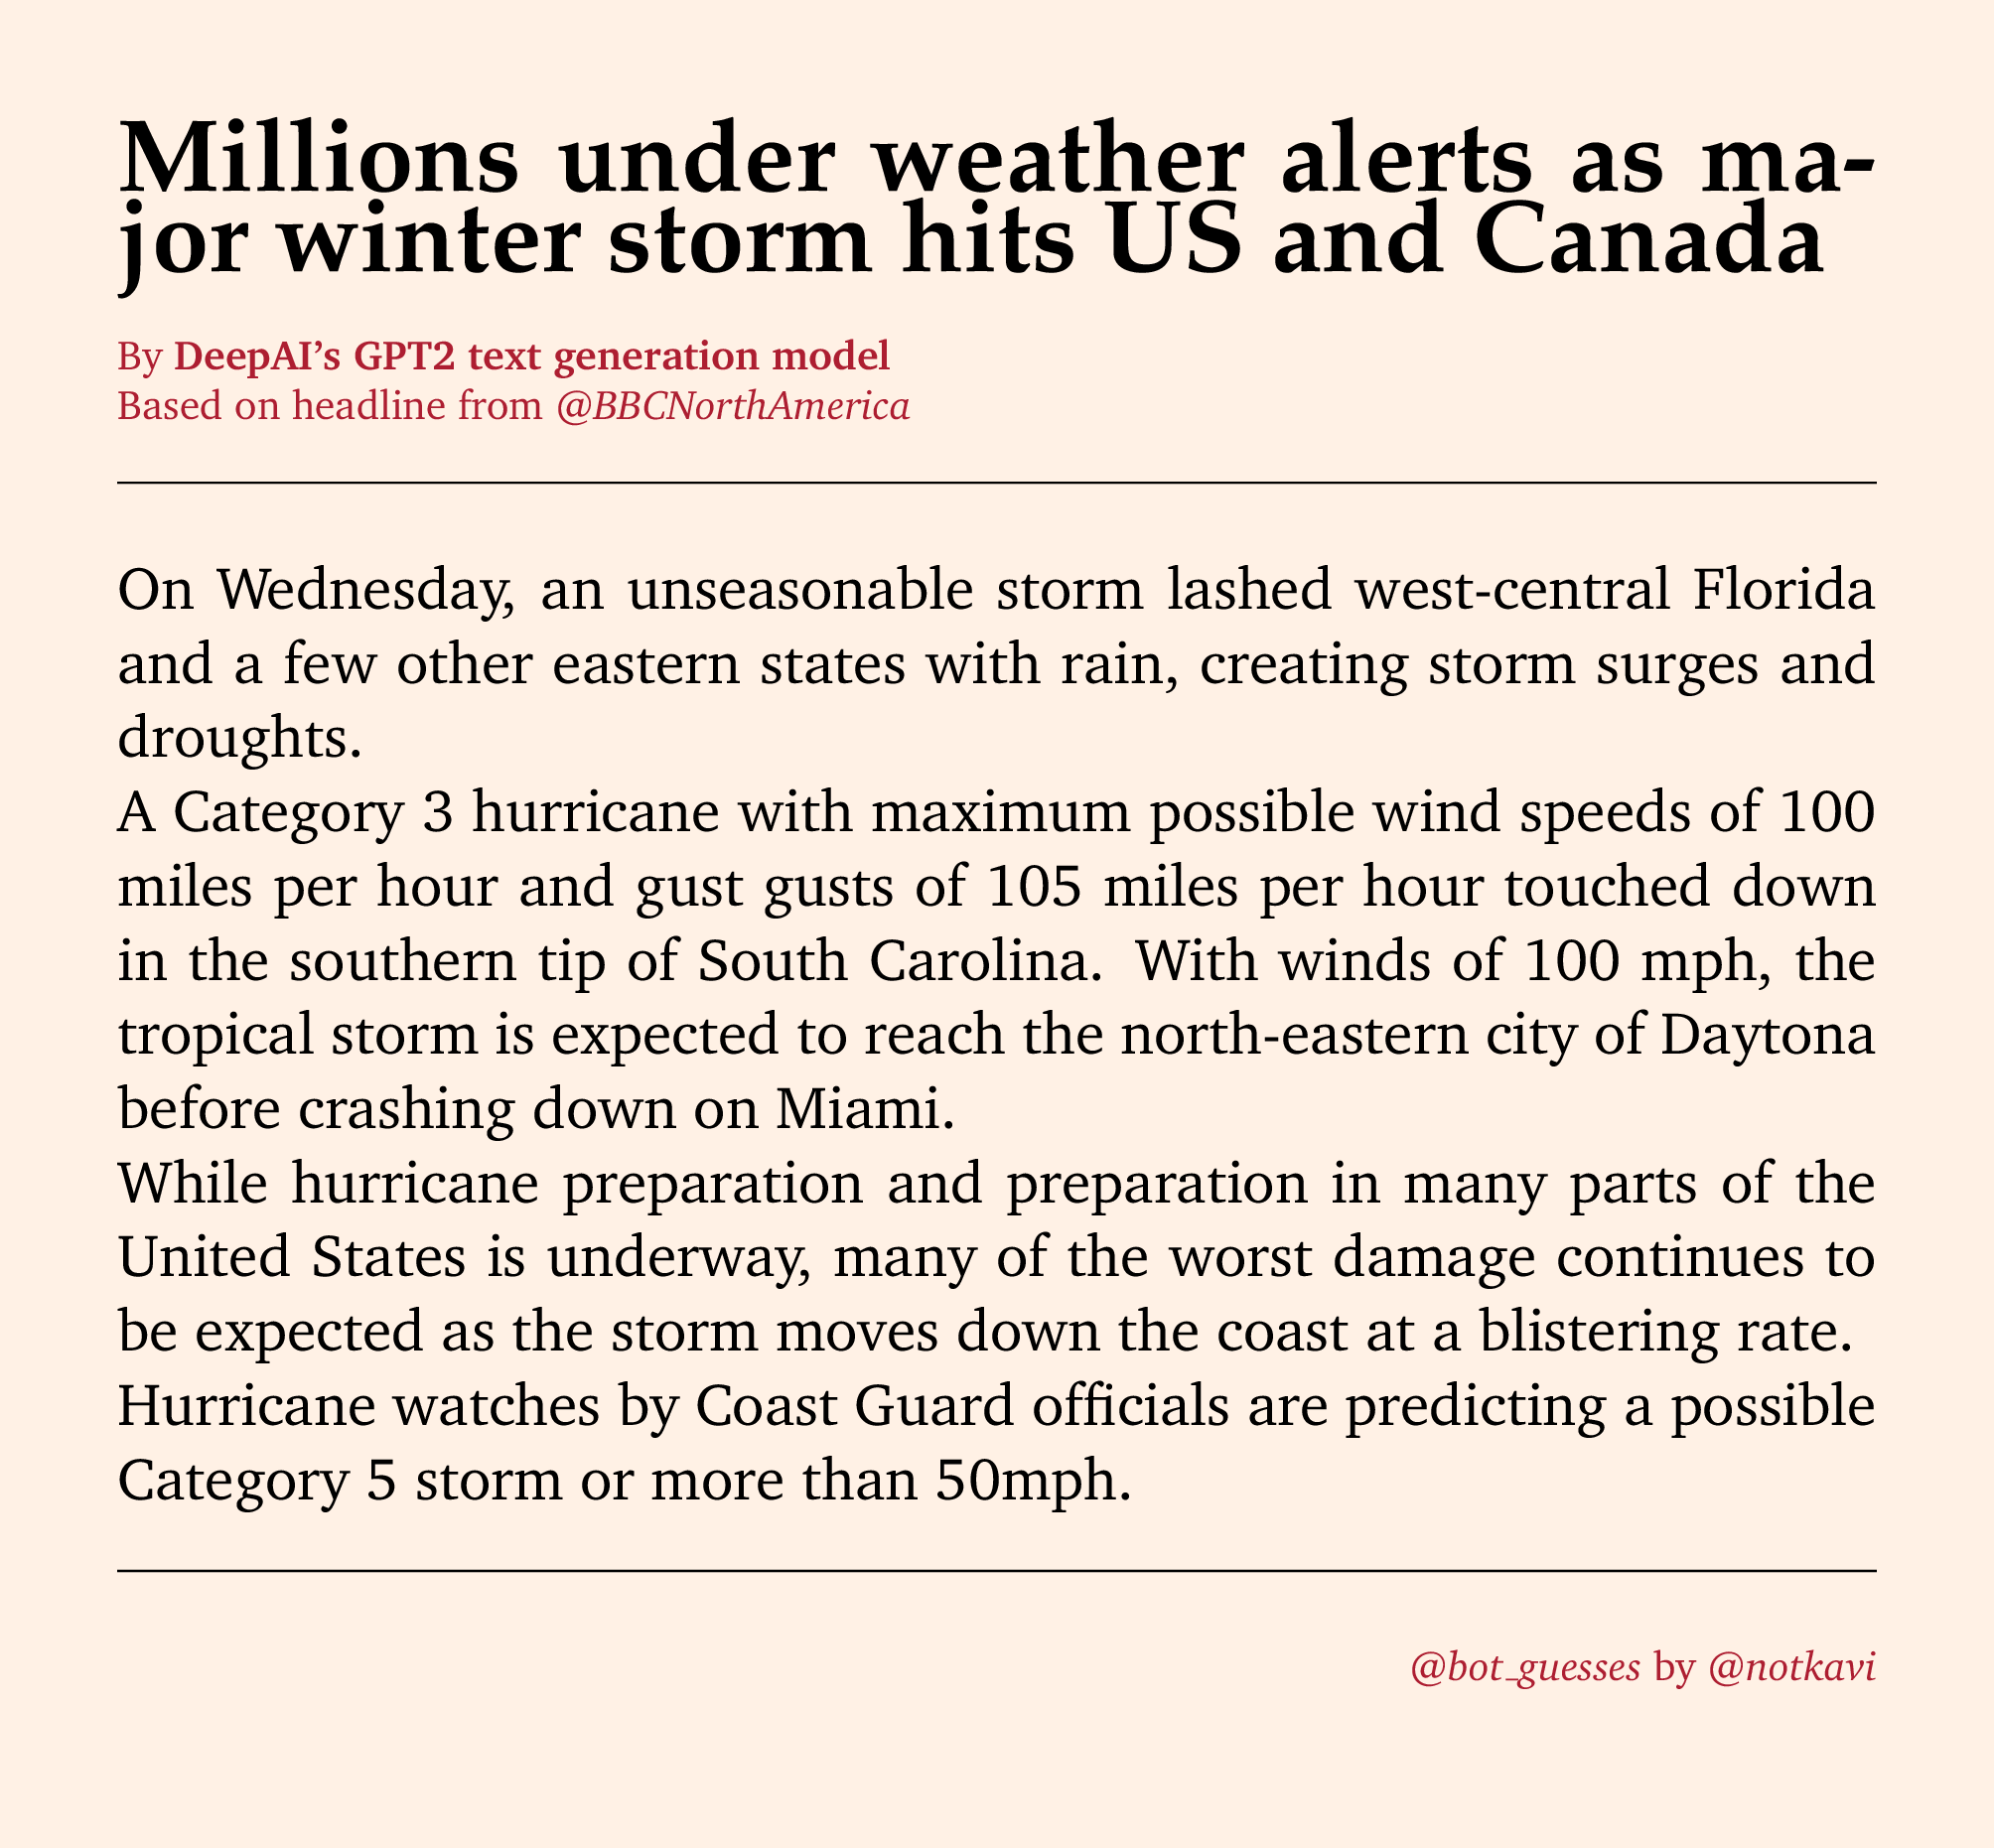 Millions under weather alerts as ma-
jor winter storm hits US and Canada
By DeepAI's GPT2 text generation model
Based on headline from @BBCNorthAmerica
On Wednesday, an unseasonable storm lashed west-central Florida
and a few other eastern states with rain, creating storm surges and
droughts.
A Category 3 hurricane with maximum possible wind speeds of 100
miles per hour and gust gusts of 105 miles per hour touched down
in the southern tip of South Carolina. With winds of 100 mph, the
tropical storm is expected to reach the north-eastern city of Daytona
before crashing down on Miami.
While hurricane preparation and preparation in many parts of the
United States is underway, many of the worst damage continues to
be expected as the storm moves down the coast at a blistering rate.
Hurricane watches by Coast Guard officials are predicting a possible
Category 5 storm or more than 50mph.
@bot_guesses by @notkavi